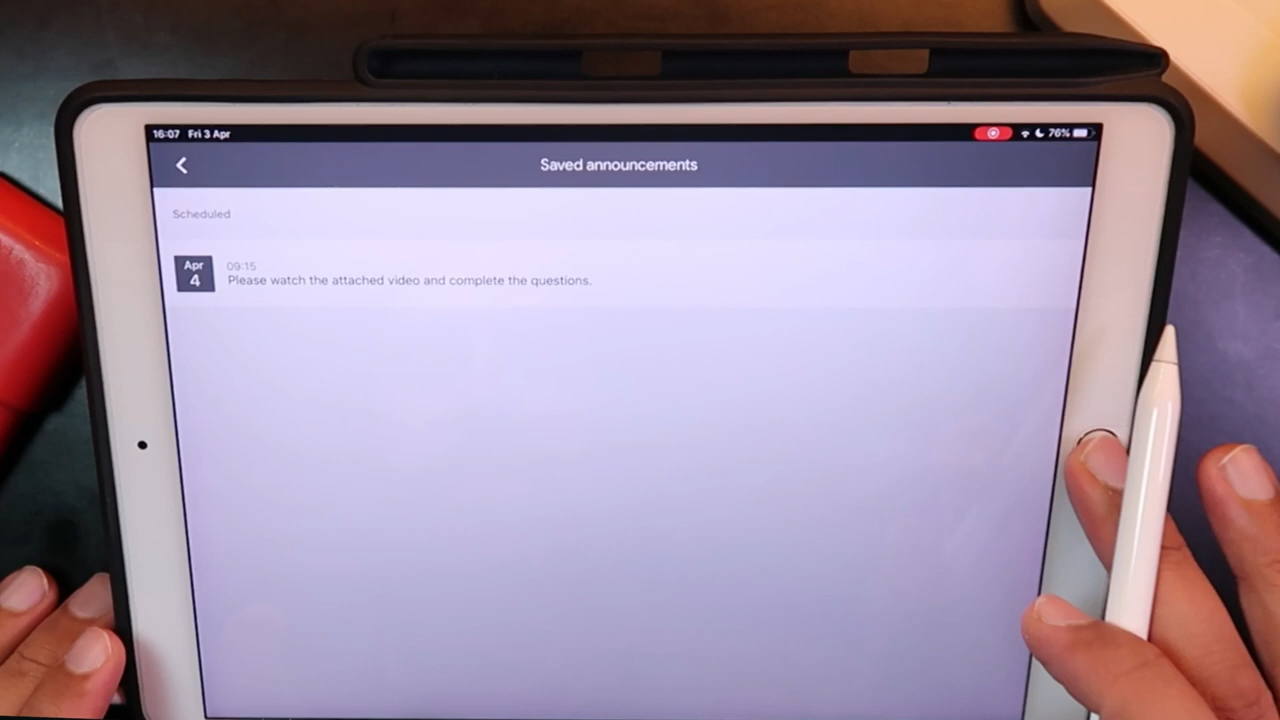 16:07 Fri 3 Apr 76%
Saved announcements
Scheduled
Apr
4
09:15
Please watch the attached video and complete the questions.